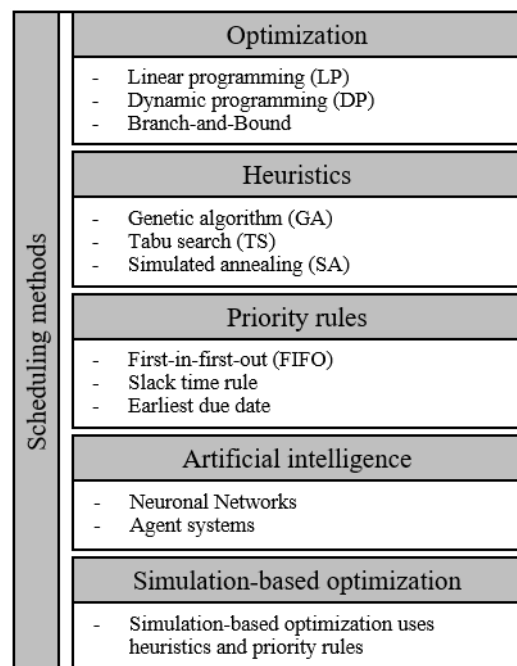 Scheduling methods
Optimization
- Linear programming (LP)
- Dynamic programming (DP)
- Branch-and-Bound
Heuristics
- Genetic algorithm (GA)
- Tabu search (TS)
- Simulated annealing (SA)
Priority rules
- First-in-first-out (FIFO)
- Slack time rule
- Earliest due date
Artificial intelligence
- Neuronal Networks
- Agent systems
Simulation-based optimization
- Simulation-based optimization uses
heuristics and priority rules